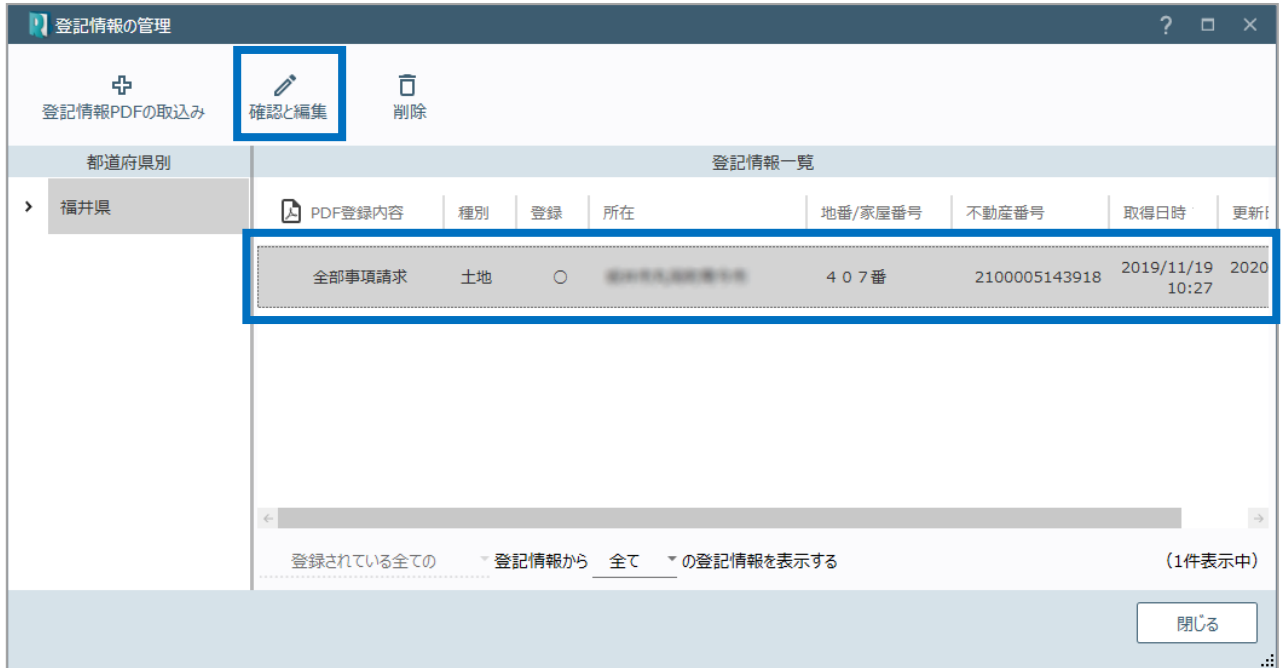 登記情報の管理
登記情報PDFの取込み 確認と編集 削除
都道府県別 登記情報一覧
福井県
PDF登録内容 種別 登録 所在 地番/家屋番号 不動産番号 取得日時 更新
全部事項請求 土地 ○ 407番 2100005143918 2019/11/19 10:27 2020
登録されている全ての 登記情報から 全て の登記情報を表示する (1件表示中)
閉じる